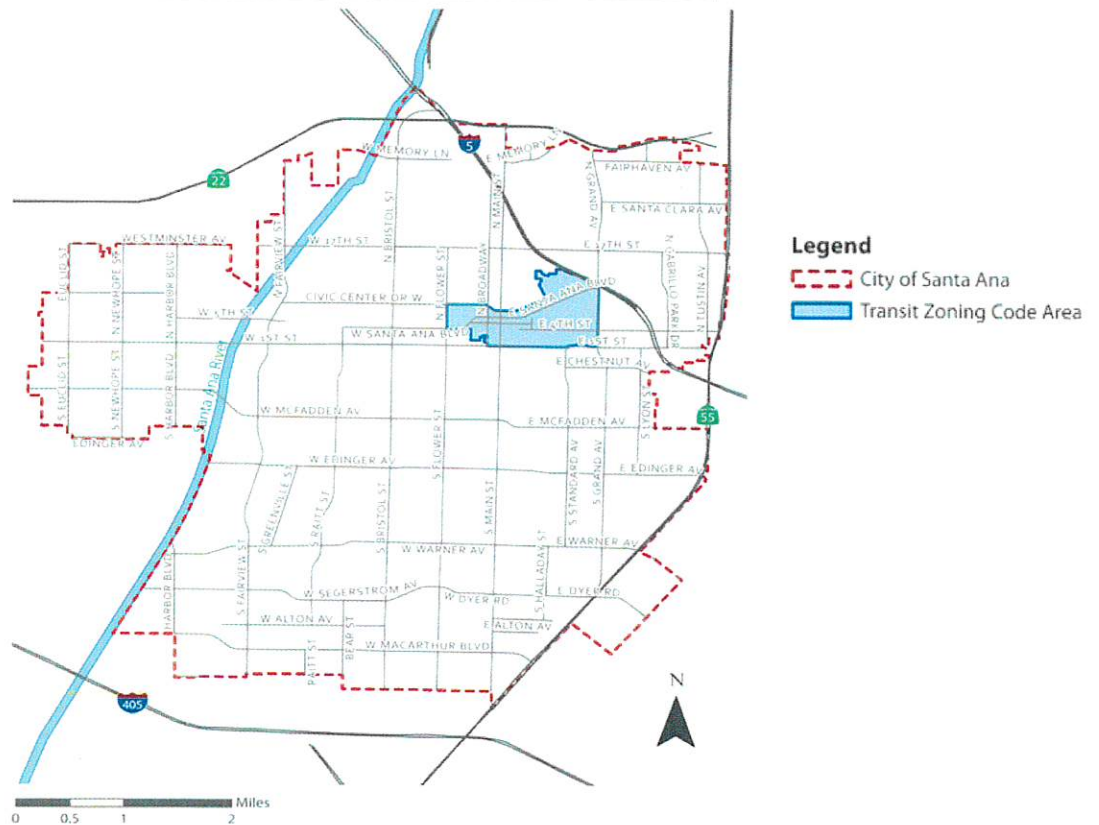 W MEMORY LN
5
E MEMORY LN
FAIRHAVEN AV
22
N GRAND AV
E SANTA CLARA AV
N MAIN ST
N BRISTOL ST
WESTMINSTER AV
W 17TH ST
E 17TH ST
N FAIRVIEW ST
N CABRILLO PARK DR
N TUSTIN AV
EUCLID ST
N NEWHOPE ST
N HARBOR BLVD
N BROADWAY
N FLOWER ST
CIVIC CENTER DR W
E SANTA ANA BLVD
W 5TH ST
W SANTA ANA BLVD
W 1ST ST
E 1ST ST
E CHESTNUT AV
Santa Ana River
S EUCLID ST
S NEWHOPE ST
S HARBOR BLVD
W MCFADDEN AV
E MCFADDEN AV
55
EDINGER AV
S FLOWER ST
W EDINGER AV
E EDINGER AV
S STANDARD AV
S GRAND AV
S GREENVILLE ST
S RAITT ST
S BRISTOL ST
S MAIN ST
W WARNER AV
E WARNER AV
HARBOR BLVD
S FAIRVIEW ST
S HALLADAY ST
W SEGERSTROM AV
W DYER RD
E DYER RD
W ALTON AV
E ALTON AV
BEAR ST
RAITT ST
W MACARTHUR BLVD
405
N
Legend
City of Santa Ana
Transit Zoning Code Area
Miles
0 0.5 1 2